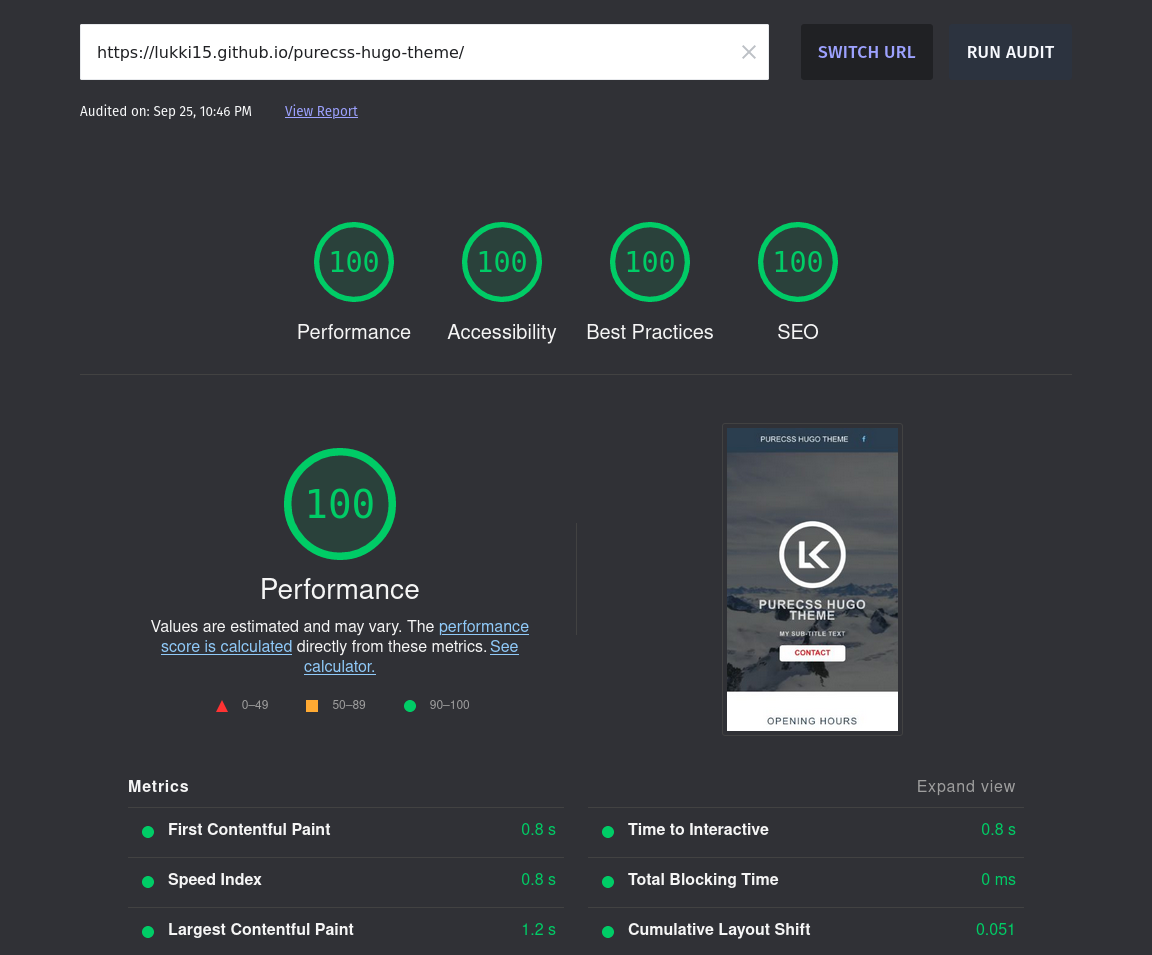 https://lukki15.github.io/purecss-hugo-theme/
SWITCH URL
RUN AUDIT
Audited on: Sep 25, 10:46 PM
View Report
100
100
100
100
Performance
Accessibility
Best Practices
SEO
100
Performance
Values are estimated and may vary. The performance
score is calculated directly from these metrics. See
calculator.
0–49
50–89
90–100
PURECSS HUGO THEME
f
LK
PURECSS HUGO
THEME
MY SUB-TITLE TEXT
CONTACT
OPENING HOURS
Metrics
Expand view
First Contentful Paint
0.8 s
Time to Interactive
0.8 s
Speed Index
0.8 s
Total Blocking Time
0 ms
Largest Contentful Paint
1.2 s
Cumulative Layout Shift
0.051